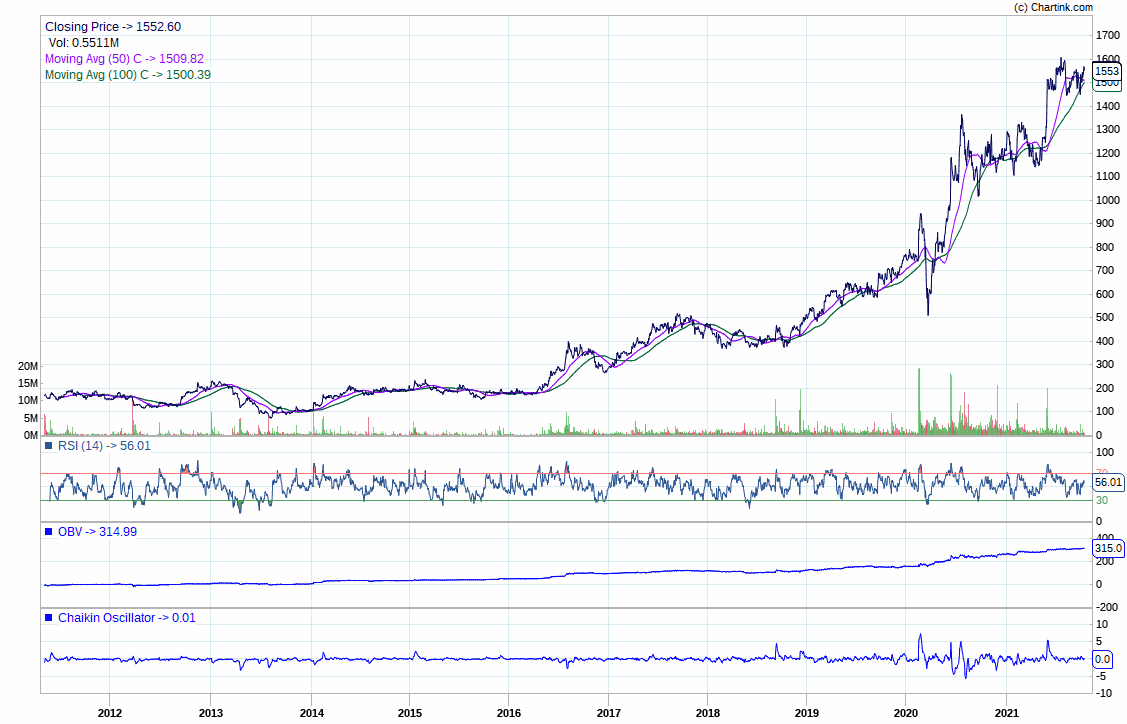 (c) Chartink.com
Closing Price -> 1552.60
Vol: 0.5511M
Moving Avg (50) C -> 1509.82
Moving Avg (100) C -> 1500.39
1700
1600
1553
1500
1400
1300
1200
1100
1000
900
800
700
600
500
400
300
200
100
0
20M
15M
10M
5M
0M
RSI (14) -> 56.01
100
70
56.01
30
0
OBV -> 314.99
400
315.0
200
0
-200
Chaikin Oscillator -> 0.01
10
5
0.0
-5
-10
2012 2013 2014 2015 2016 2017 2018 2019 2020 2021